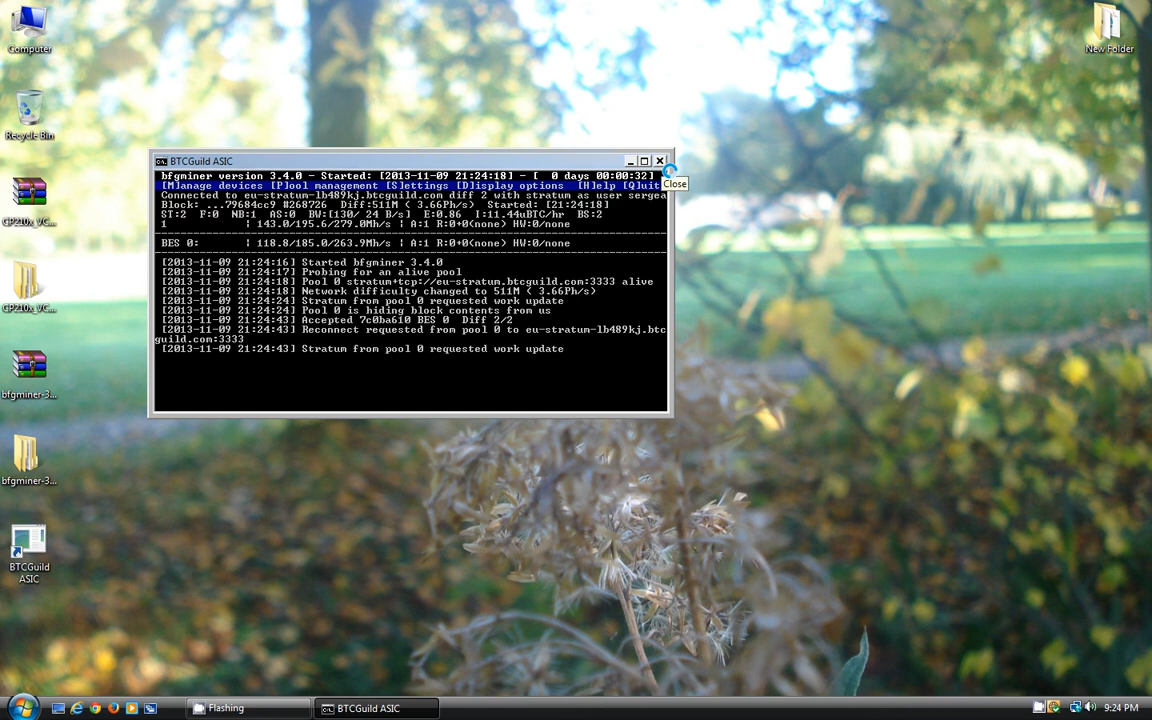 Computer
New Folder
Recycle Bin
CP210x_VC...
CP210x_VC...
bfgminer-3...
bfgminer-3...
BTCGuild
ASIC
BTCGuild ASIC
Close
bfgminer version 3.4.0 - Started: [2013-11-09 21:24:18] - [  0 days 00:00:32]
[M]anage devices [P]ool management [S]ettings [D]isplay options  [H]elp [Q]uit
Connected to eu-stratum-lb489kj.btcguild.com diff 2 with stratum as user sergea
Block: ...79684cc9 #268726  Diff:511M ( 3.66Ph/s)  Started: [21:24:18]
ST:2  F:0  NB:1  AS:0  BW:[130/ 24 B/s]  E:0.86  I:11.44uBTC/hr  BS:2
1            | 143.0/195.6/279.0Mh/s | A:1 R:0+0(none) HW:0/none
BES 0:       | 118.8/185.0/263.9Mh/s | A:1 R:0+0(none) HW:0/none
[2013-11-09 21:24:16] Started bfgminer 3.4.0
[2013-11-09 21:24:17] Probing for an alive pool
[2013-11-09 21:24:18] Pool 0 stratum+tcp://eu-stratum.btcguild.com:3333 alive
[2013-11-09 21:24:18] Network difficulty changed to 511M ( 3.66Ph/s)
[2013-11-09 21:24:24] Stratum from pool 0 requested work update
[2013-11-09 21:24:24] Pool 0 is hiding block contents from us
[2013-11-09 21:24:43] Accepted 7c0ba610 BES 0  Diff 2/2
[2013-11-09 21:24:43] Reconnect requested from pool 0 to eu-stratum-lb489kj.btc
guild.com:3333
[2013-11-09 21:24:43] Stratum from pool 0 requested work update
Flashing
BTCGuild ASIC
9:24 PM